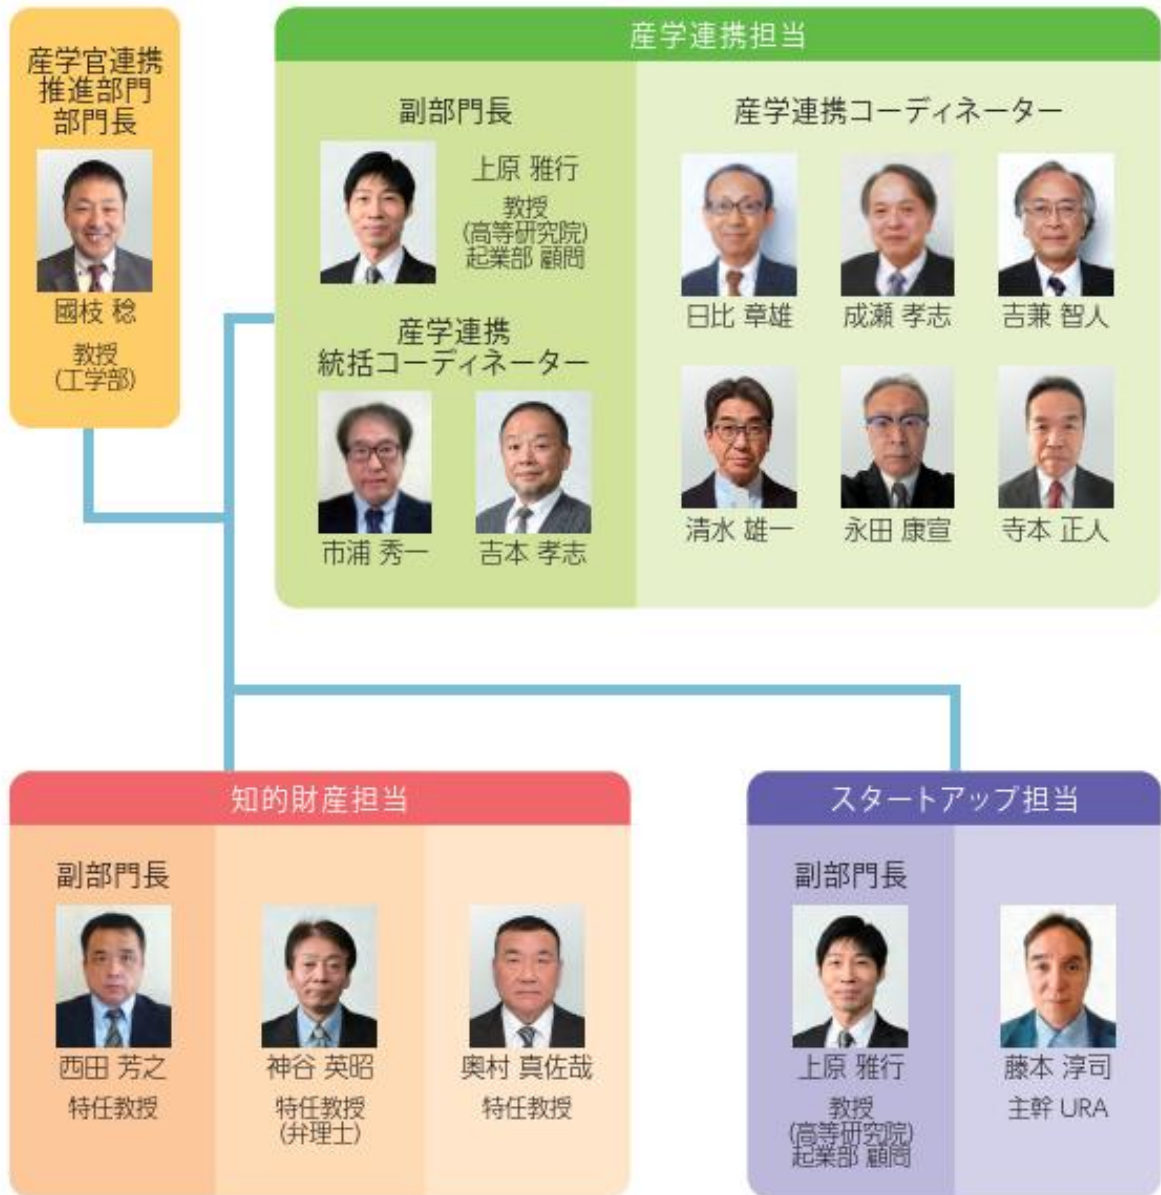 産学官連携
推進部門
部門長
國枝 稔
教授
(工学部)
産学連携担当
副部門長
上原 雅行
教授
(高等研究院)
起業部 顧問
産学連携
統括コーディネーター
市浦 秀一
吉本 孝志
産学連携コーディネーター
日比 章雄
成瀬 孝志
吉兼 智人
清水 雄一
永田 康宣
寺本 正人
知的財産担当
副部門長
西田 芳之
特任教授
神谷 英昭
特任教授
(弁理士)
奥村 真佐哉
特任教授
スタートアップ担当
副部門長
上原 雅行
教授
(高等研究院)
起業部 顧問
藤本 淳司
主幹 URA